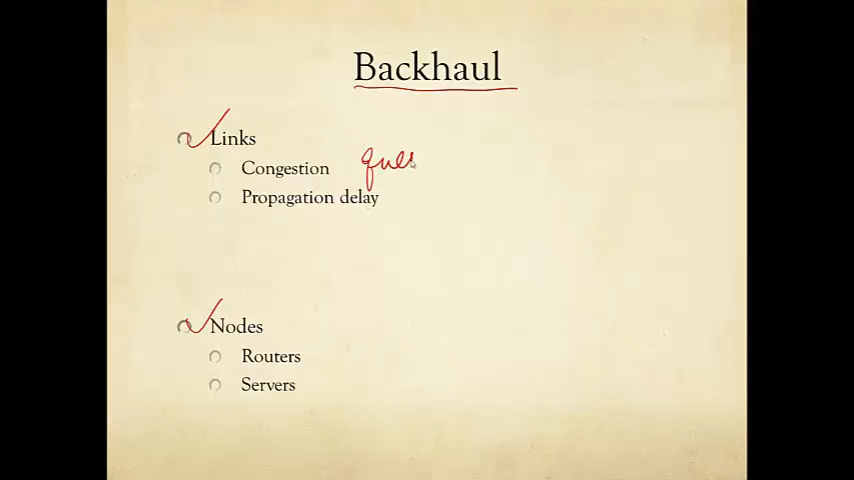 Backhaul
Links
Congestion
Propagation delay
Nodes
Routers
Servers